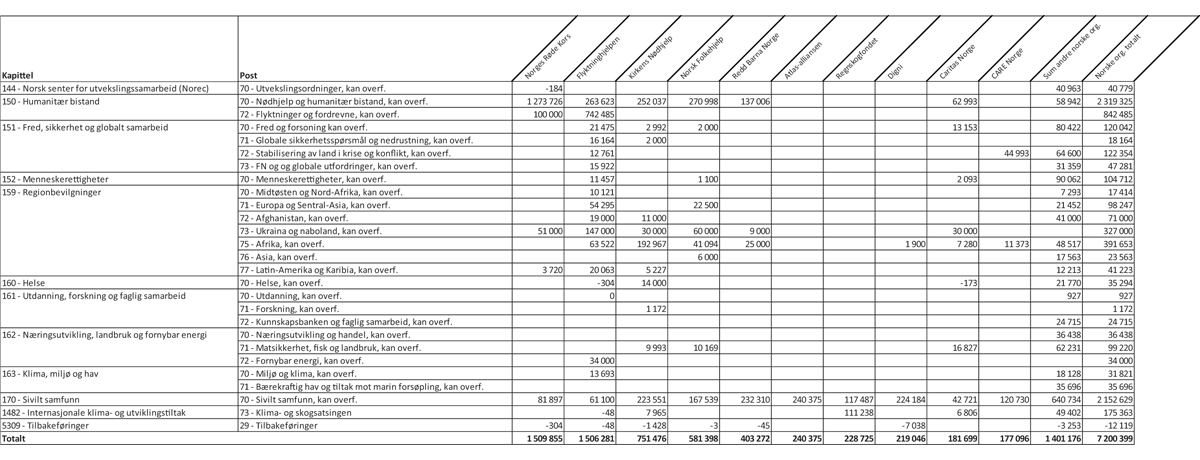 Kapittel Post Norges Røde Kors Flyktninghjelpen Kirkens Nødhjelp Norsk Folkehjelp Redd Barna Norge Atlas-alliansen Regnskogfondet Digni Caritas Norge CARE Norge Sum andre norske org. Norske org. totalt
144 - Norsk senter for utvekslingssamarbeid (Norec) 70 - Utvekslingsordninger, kan overf. -184 40 963 40 779
150 - Humanitær bistand 70 - Nødhjelp og humanitær bistand, kan overf. 1 273 726 263 623 252 037 270 998 137 006 62 993 58 942 2 319 325
72 - Flyktninger og fordrevne, kan overf. 100 000 742 485 842 485
151 - Fred, sikkerhet og globalt samarbeid 70 - Fred og forsoning kan overf. 21 475 2 992 2 000 13 153 80 422 120 042
71 - Globale sikkerhetsspørsmål og nedrustning, kan overf. 16 164 2 000 18 164
72 - Stabilisering av land i krise og konflikt, kan overf. 12 761 44 993 64 600 122 354
73 - FN og og globale utfordringer, kan overf. 15 922 31 359 47 281
152 - Menneskerettigheter 70 - Menneskerettigheter, kan overf. 11 457 1 100 2 093 90 062 104 712
159 - Regionbevilgninger 70 - Midtøsten og Nord-Afrika, kan overf. 10 121 7 293 17 414
71 - Europa og Sentral-Asia, kan overf. 54 295 22 500 21 452 98 247
72 - Afghanistan, kan overf. 19 000 11 000 41 000 71 000
73 - Ukraina og naboland, kan overf. 51 000 147 000 30 000 60 000 9 000 30 000 327 000
75 - Afrika, kan overf. 63 522 192 967 41 094 25 000 1 900 7 280 11 373 48 517 391 653
76 - Asia, kan overf. 6 000 17 563 23 563
77 - Latin-Amerika og Karibia, kan overf. 3 720 20 063 5 227 12 213 41 223
160 - Helse 70 - Helse, kan overf. -304 14 000 -173 21 770 35 294
161 - Utdanning, forskning og faglig samarbeid 70 - Utdanning, kan overf. 0 927 927
71 - Forskning, kan overf. 1 172 1 172
72 - Kunnskapsbanken og faglig samarbeid, kan overf. 24 715 24 715
162 - Næringsutvikling, landbruk og fornybar energi 70 - Næringsutvikling og handel, kan overf. 36 438 36 438
71 - Matsikkerhet, fisk og landbruk, kan overf. 9 993 10 169 16 827 62 231 99 220
72 - Fornybar energi, kan overf. 34 000 34 000
163 - Klima, miljø og hav 70 - Miljø og klima, kan overf. 13 693 18 128 31 821
71 - Bærekraftig hav og tiltak mot marin forsøpling, kan overf. 35 696 35 696
170 - Sivilt samfunn 70 - Sivilt samfunn, kan overf. 81 897 61 100 223 551 167 539 232 310 240 375 117 487 224 184 42 721 120 730 640 734 2 152 629
1482 - Internasjonale klima- og utviklingstiltak 73 - Klima- og skogsatsingen -48 7 965 111 238 6 806 49 402 175 363
5309 - Tilbakeføringer 29 - Tilbakeføringer -304 -48 -1 428 -3 -45 -7 038 -3 253 -12 119
Totalt 1 509 855 1 506 281 751 476 581 398 403 272 240 375 228 725 219 046 181 699 177 096 1 401 176 7 200 399